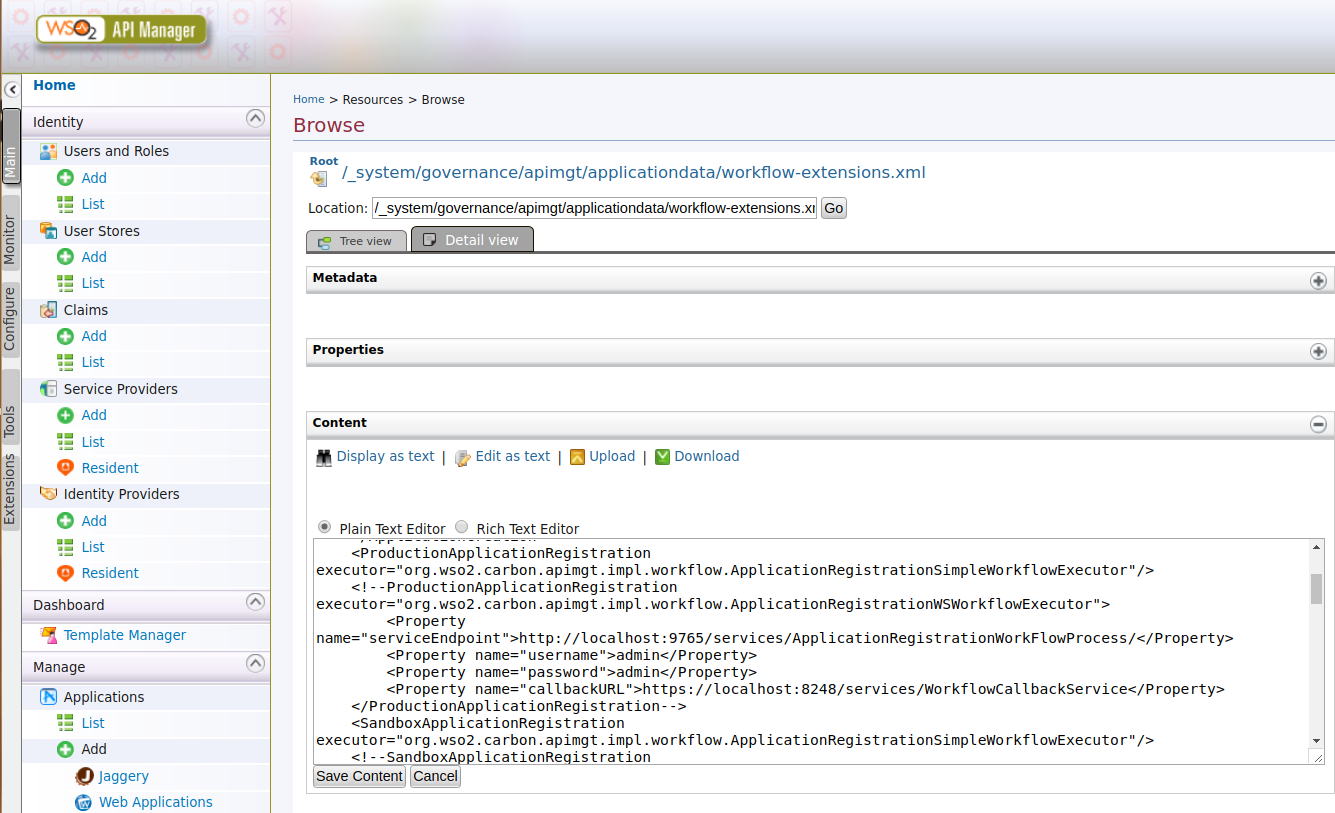 WSO2 API Manager
Home
Identity
Users and Roles
Add
List
User Stores
Add
List
Claims
Add
List
Service Providers
Add
List
Resident
Identity Providers
Add
List
Resident
Dashboard
Template Manager
Manage
Applications
List
Add
Jaggery
Web Applications
Main
Monitor
Configure
Tools
Extensions
Home > Resources > Browse
Browse
Root
/_system/governance/apimgt/applicationdata/workflow-extensions.xml
Location: /_system/governance/apimgt/applicationdata/workflow-extensions.x Go
Tree view Detail view
Metadata
Properties
Content
Display as text | Edit as text | Upload | Download
Plain Text Editor Rich Text Editor
<ProductionApplicationRegistration
executor="org.wso2.carbon.apimgt.impl.workflow.ApplicationRegistrationSimpleWorkflowExecutor"/>
<!--ProductionApplicationRegistration
executor="org.wso2.carbon.apimgt.impl.workflow.ApplicationRegistrationWSWorkflowExecutor">
<Property
name="serviceEndpoint">http://localhost:9765/services/ApplicationRegistrationWorkFlowProcess/</Property>
<Property name="username">admin</Property>
<Property name="password">admin</Property>
<Property name="callbackURL">https://localhost:8248/services/WorkflowCallbackService</Property>
</ProductionApplicationRegistration-->
<SandboxApplicationRegistration
executor="org.wso2.carbon.apimgt.impl.workflow.ApplicationRegistrationSimpleWorkflowExecutor"/>
<!--SandboxApplicationRegistration
Save Content Cancel